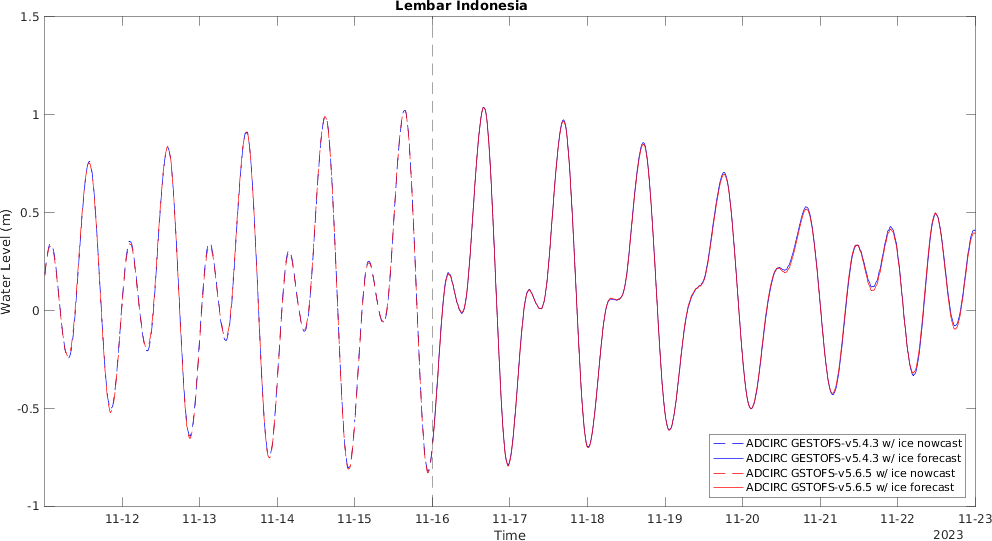 Lembar Indonesia
1.5
1
0.5
0
-0.5
-1
Water Level (m)
ADCIRC GESTOFS-v5.4.3 w/ ice nowcast
ADCIRC GESTOFS-v5.4.3 w/ ice forecast
ADCIRC GSTOFS-v5.6.5 w/ ice nowcast
ADCIRC GSTOFS-v5.6.5 w/ ice forecast
11-12 11-13 11-14 11-15 11-16 11-17 11-18 11-19 11-20 11-21 11-22 11-23
Time
2023